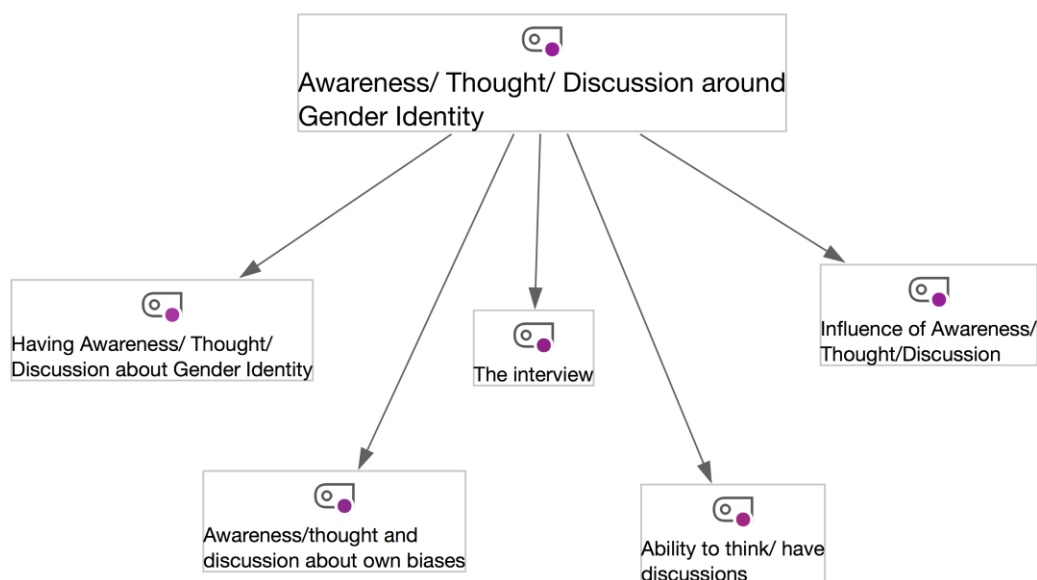 Awareness/ Thought/ Discussion around
Gender Identity
Having Awareness/ Thought/
Discussion about Gender Identity
The interview
Influence of Awareness/
Thought/Discussion
Awareness/thought and
discussion about own biases
Ability to think/ have
discussions